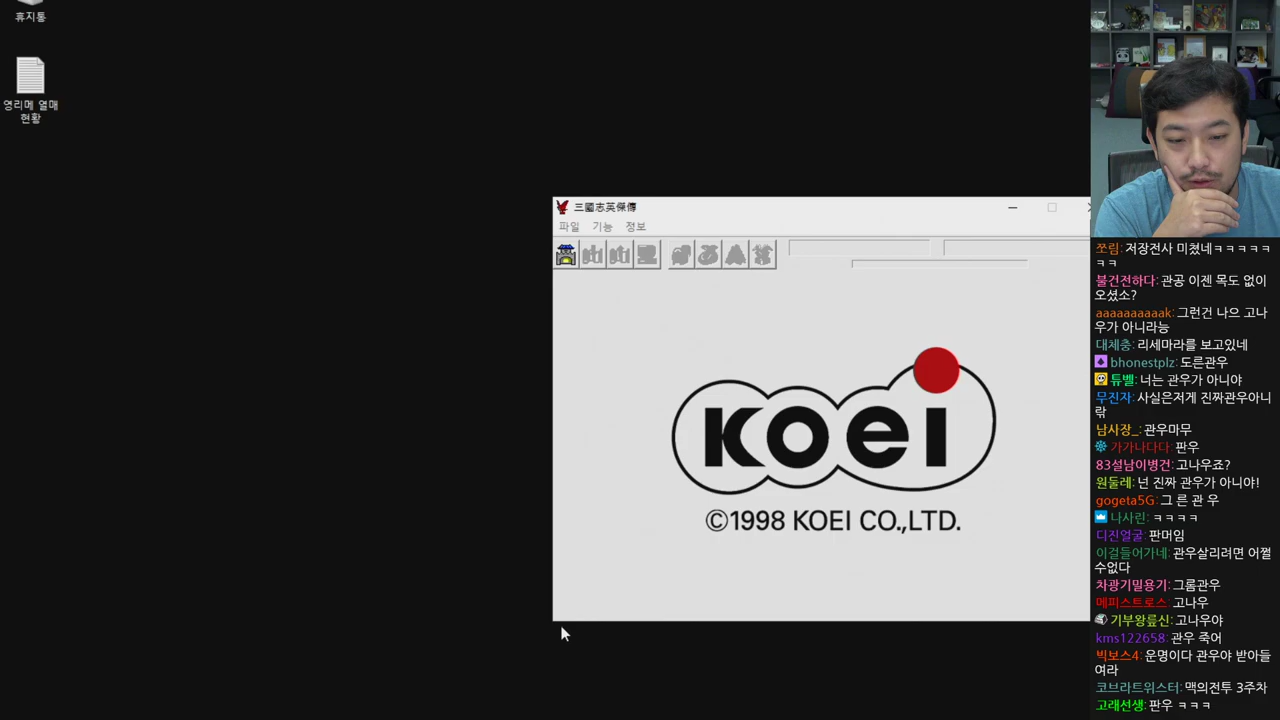 휴지통
영리메 열매
현황
三國志英傑傳
파일 기능 정보
koei
©1998 KOEI CO.,LTD.
쪼림: 저장전사 미쳤네ㅋㅋㅋㅋㅋ
ㅋㅋ
불건전하다: 관공 이젠 목도 없이
오셨소?
aaaaaaaaaak: 그런건 나으 고나
우가 아니라능
대체충: 리세마라를 보고있네
bhonestplz: 도른관우
튜벨: 너는 관우가 아니야
무진자: 사실은저게 진짜관우아니
랅
남사장_: 관우마무
가가나다다: 판우
83설남이병건: 고나우죠?
원둘레: 넌 진짜 관우가 아니야!
gogeta5G: 그 른 관 우
나사린: ㅋㅋㅋㅋ
디진얼굴: 판머임
이걸들어가네: 관우살리려면 어쩔
수없다
차광기밀용기: 그롬관우
메피스트로스: 고나우
기부왕륲신: 고나우야
kms122658: 관우 죽어
빅보스4: 운명이다 관우야 받아들
여라
코브라트위스터: 맥의전투 3주차
고래선생: 판우 ㅋㅋㅋ